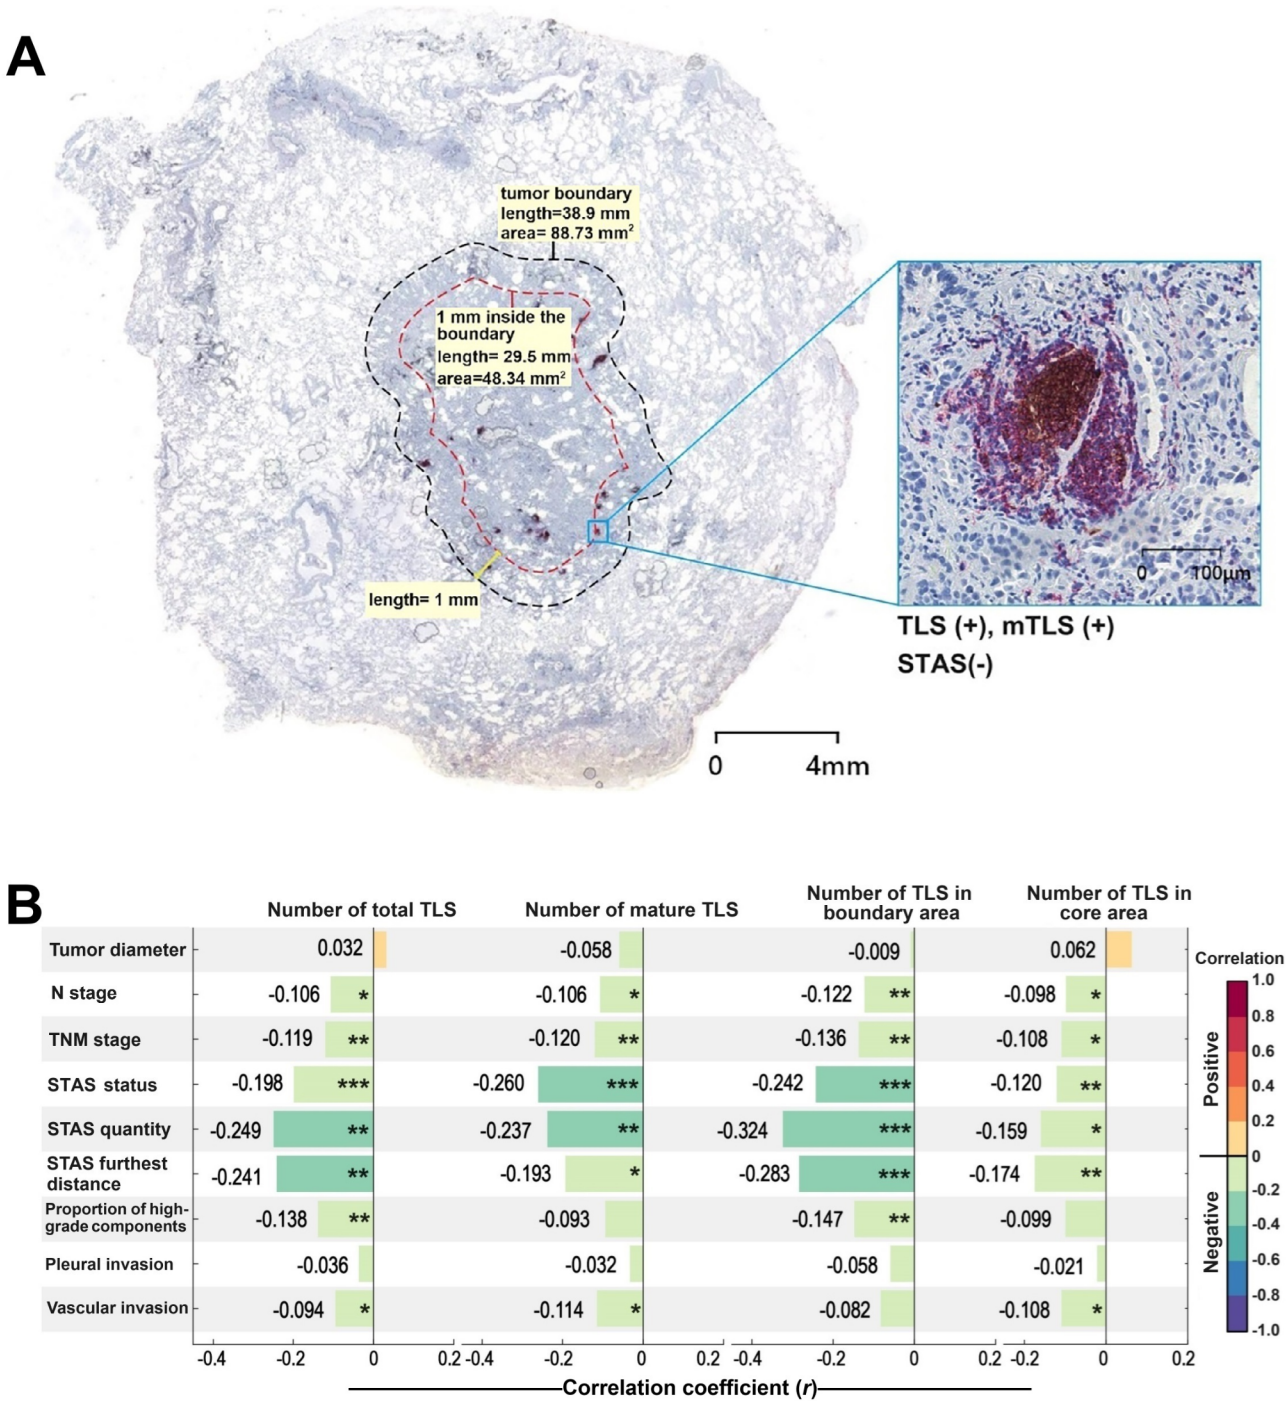 A
tumor boundary
length=38.9 mm
area= 88.73 mm²
1 mm inside the
boundary
length= 29.5 mm
area=48.34 mm²
length= 1 mm
0 100μm
TLS (+), mTLS (+)
STAS(-)
0 4mm
B
Number of total TLS
Number of mature TLS
Number of TLS in
boundary area
Number of TLS in
core area
Tumor diameter 0.032 -0.058 -0.009 0.062
N stage -0.106 * -0.106 * -0.122 ** -0.098 *
TNM stage -0.119 ** -0.120 ** -0.136 ** -0.108 *
STAS status -0.198 *** -0.260 *** -0.242 *** -0.120 **
STAS quantity -0.249 ** -0.237 ** -0.324 *** -0.159 *
STAS furthest
distance -0.241 ** -0.193 * -0.283 *** -0.174 **
Proportion of high-
grade components -0.138 ** -0.093 -0.147 ** -0.099
Pleural invasion -0.036 -0.032 -0.058 -0.021
Vascular invasion -0.094 * -0.114 * -0.082 -0.108 *
-0.4 -0.2 0 0.2 -0.4 -0.2 0 0.2 -0.4 -0.2 0 0.2 -0.2 0 0.2
Correlation coefficient (r)
Correlation
Positive
Negative
1.0
0.8
0.6
0.4
0.2
0
-0.2
-0.4
-0.6
-0.8
-1.0